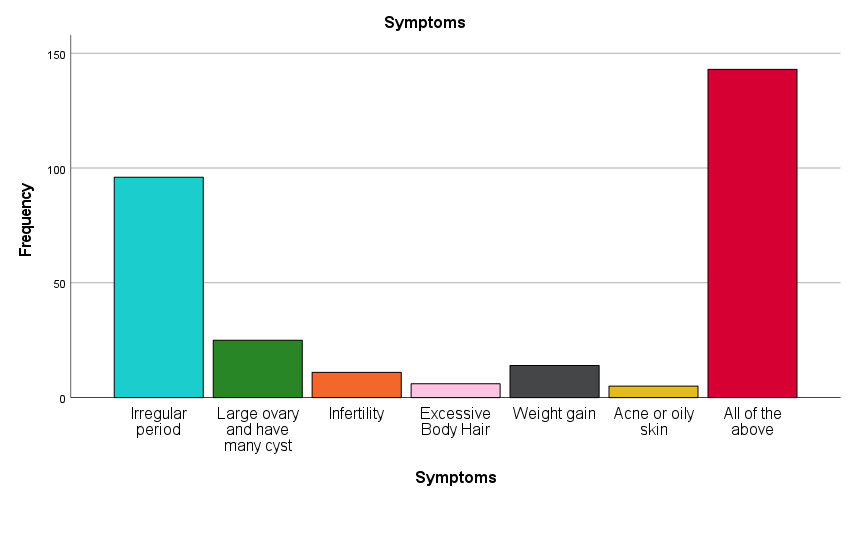 Symptoms
150
100
50
0
Frequency
Irregular
period
Large ovary
and have
many cyst
Infertility
Excessive
Body Hair
Weight gain
Acne or oily
skin
All of the
above
Symptoms